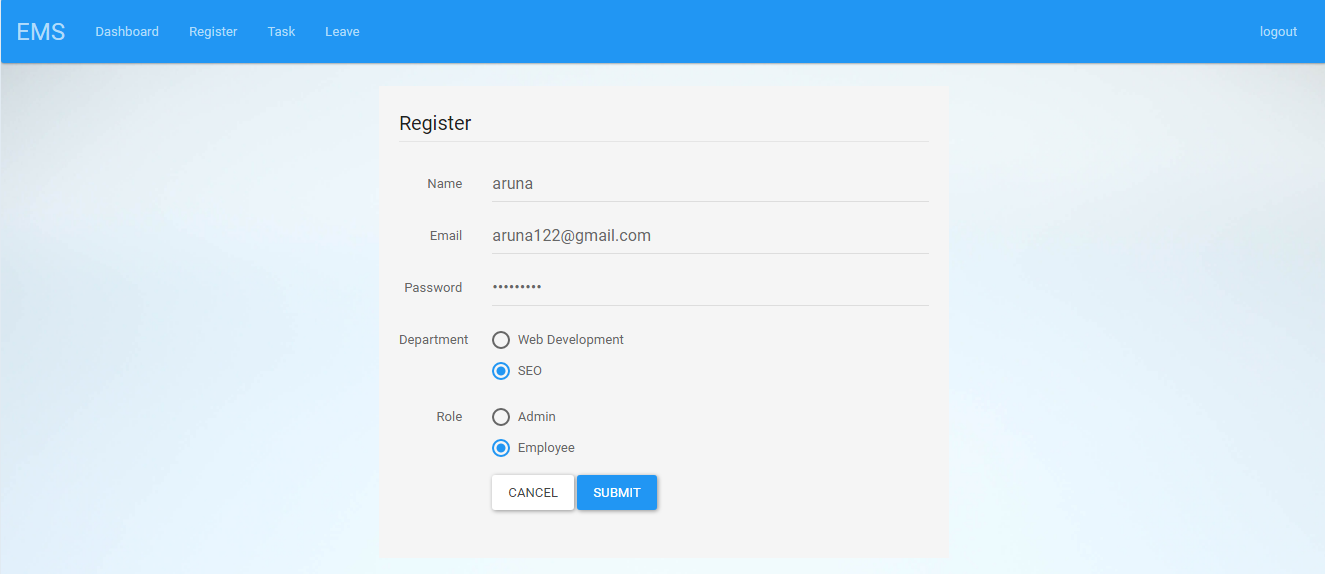 EMS Dashboard Register Task Leave logout
Register
Name aruna
Email aruna122@gmail.com
Password •••••••••
Department Web Development
SEO
Role Admin
Employee
CANCEL SUBMIT